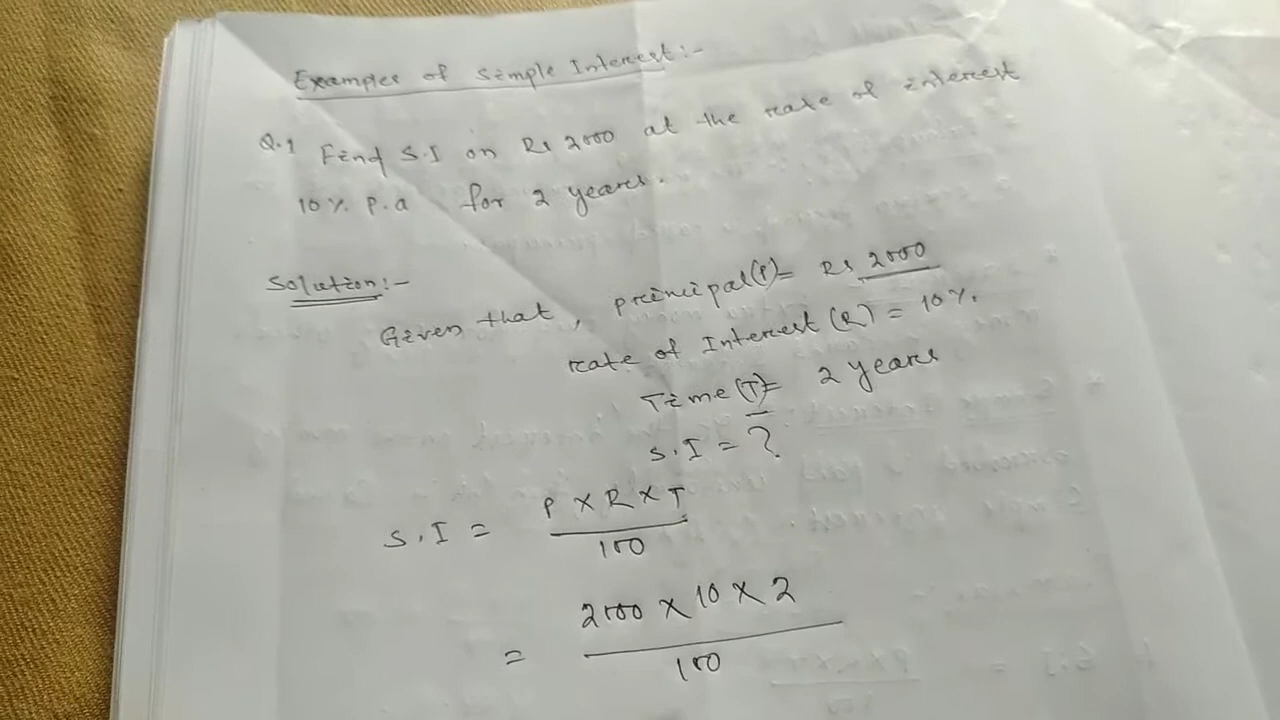 Examples of Simple Interest:-
Q.1 Find S.I on Rs 2000 at the rate of interest
10% P.a for 2 years.
Solution:-
Given that, principal(P)= Rs 2000
rate of Interest (R) = 10%.
Time(T)= 2 years
S.I = ?
S.I = P X R X T
100
= 2000 X 10 X 2
100